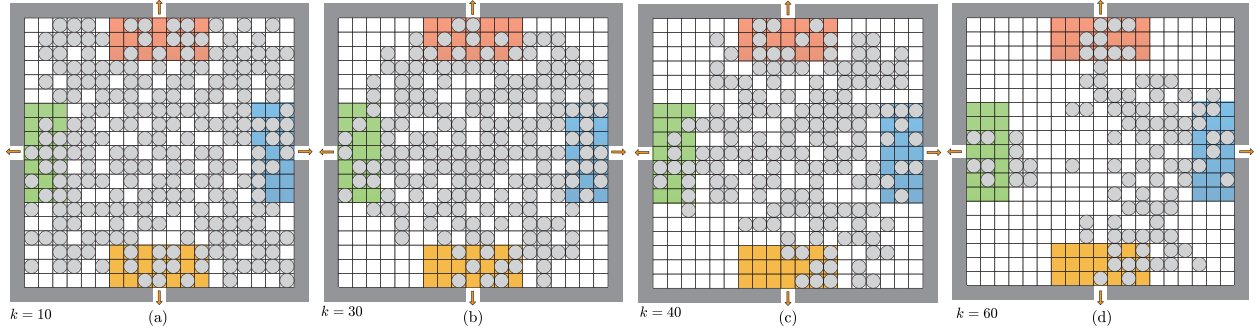 k = 10
(a)
k = 30
(b)
k = 40
(c)
k = 60
(d)